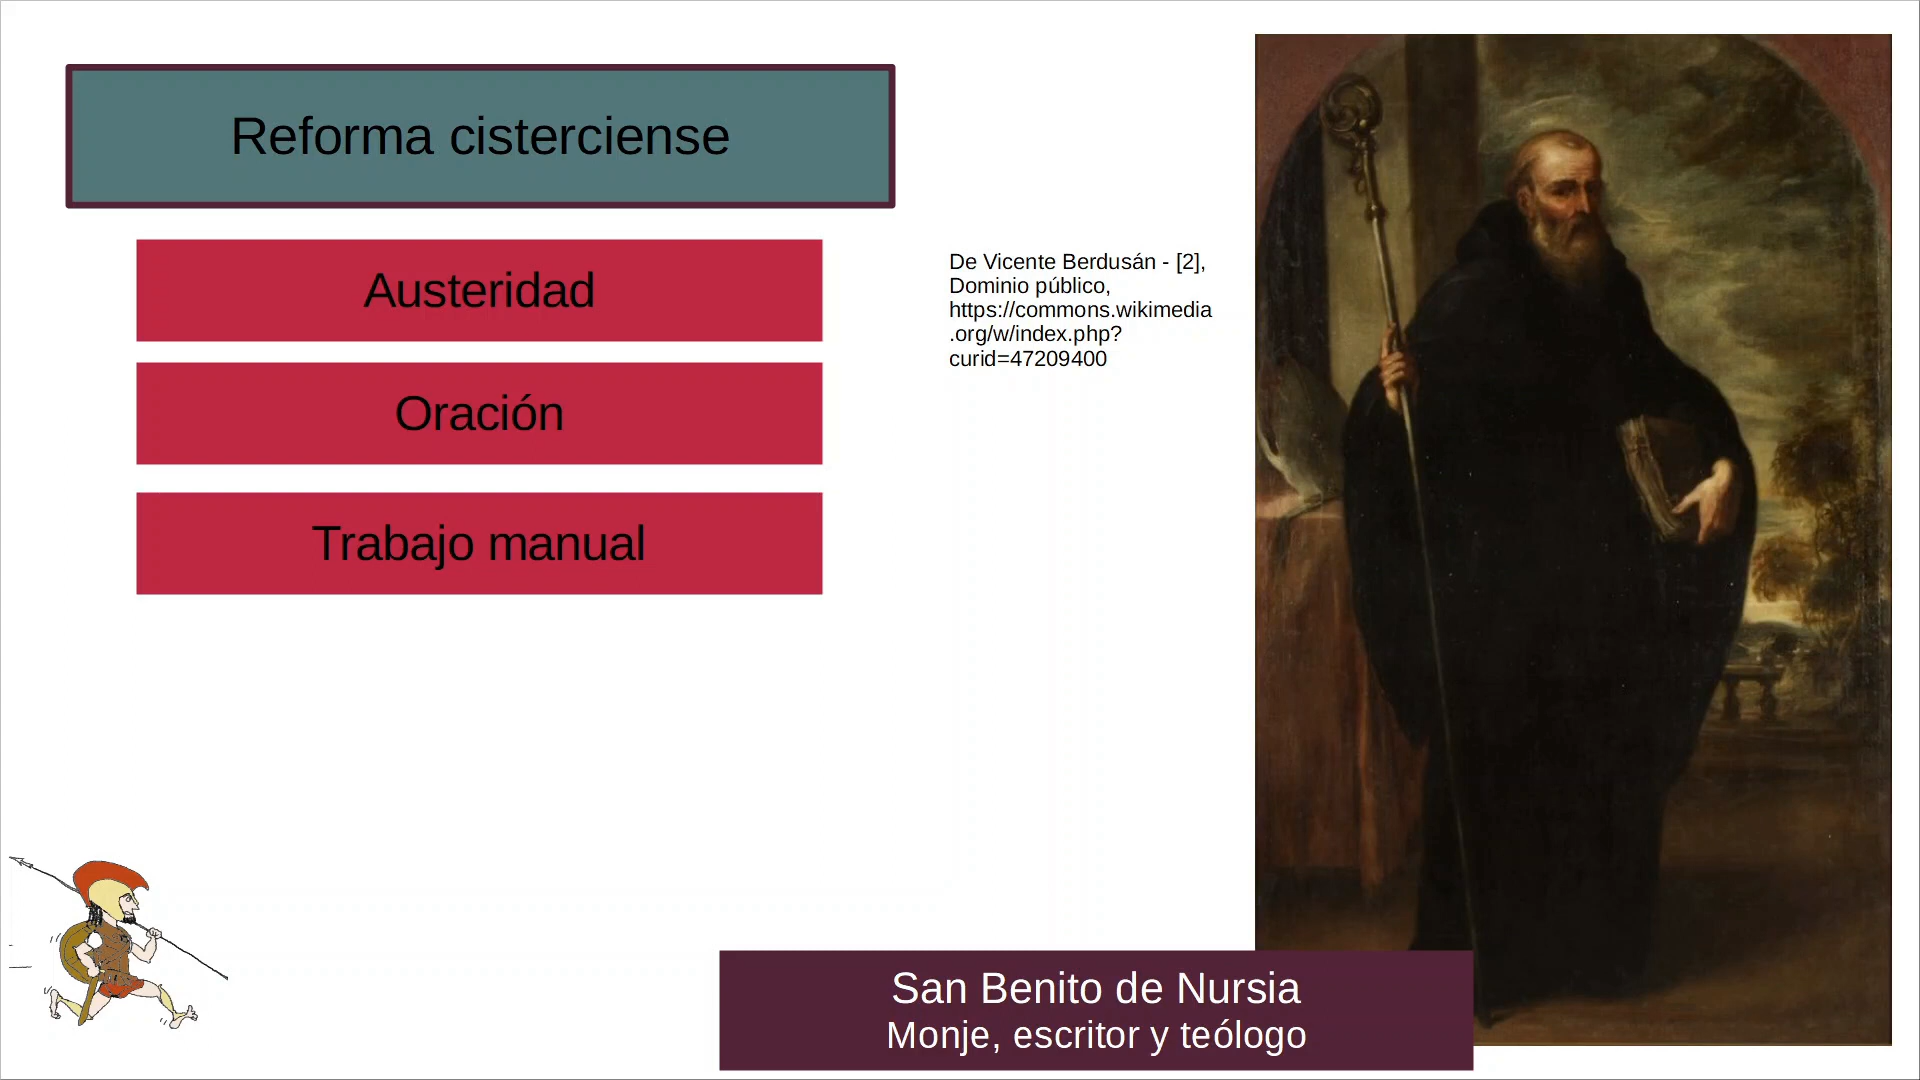 Reforma cisterciense
Austeridad
Oración
Trabajo manual
De Vicente Berdusán - [2],
Dominio público,
https://commons.wikimedia
.org/w/index.php?
curid=47209400
San Benito de Nursia
Monje, escritor y teólogo